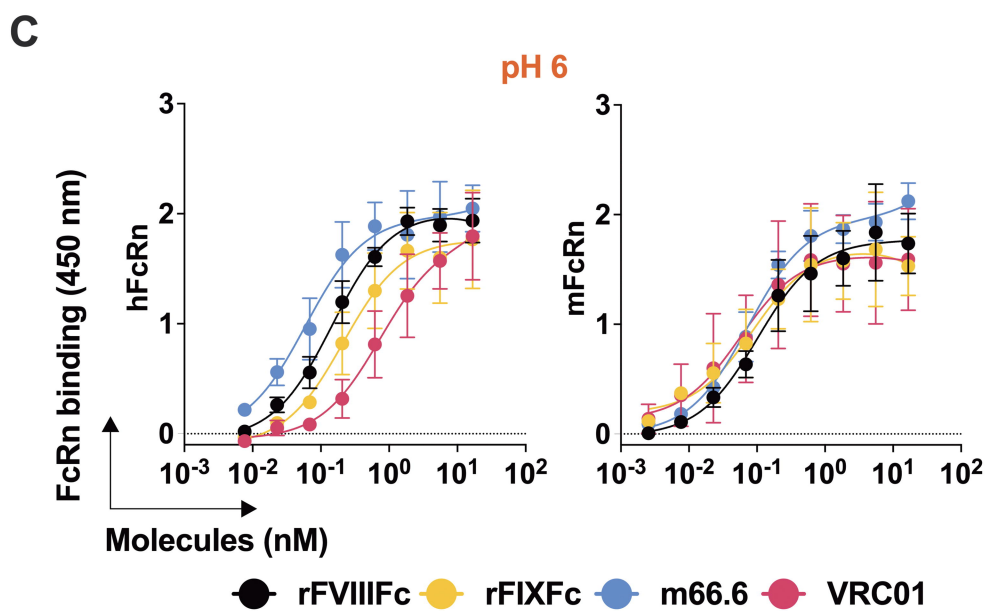 C
pH 6
FcRn binding (450 nm)
hFcRn
3
2
1
0
10-3 10-2 10-1 100 101 102
mFcRn
3
2
1
0
10-3 10-2 10-1 100 101 102
Molecules (nM)
rFVIIIFc rFIXFc m66.6 VRC01